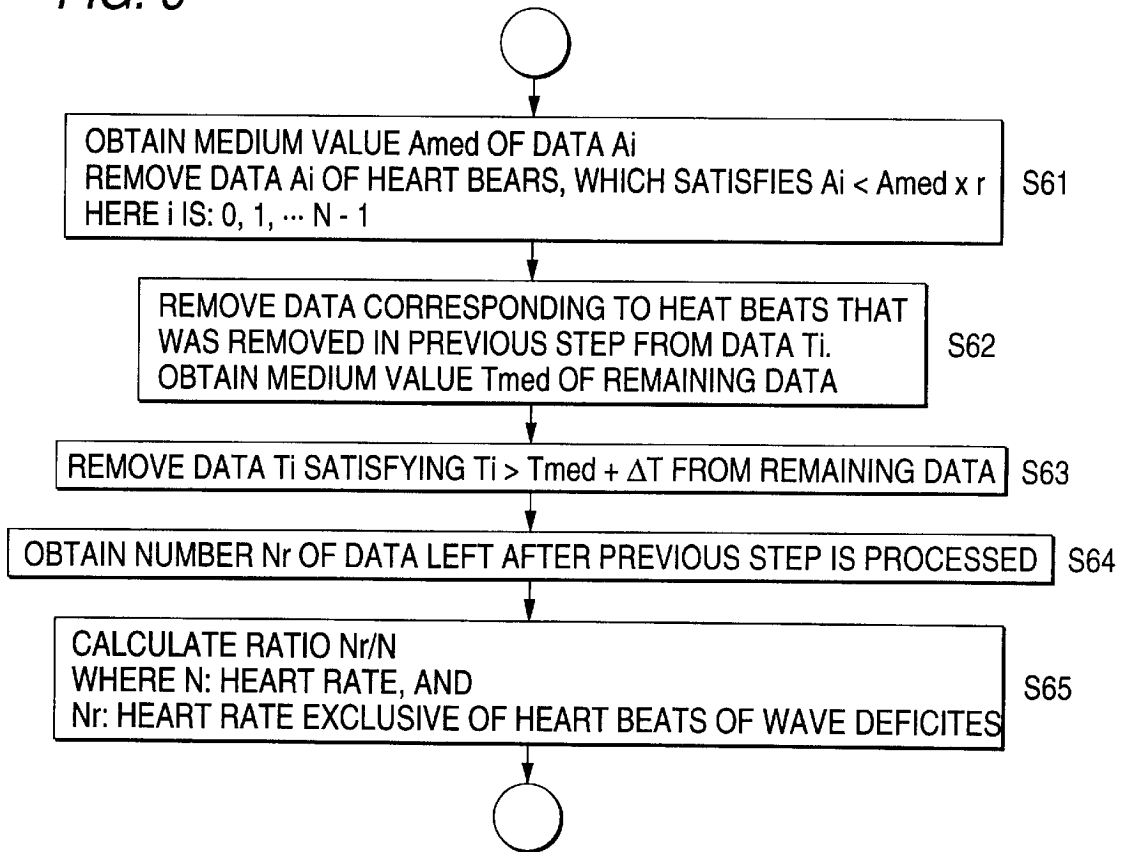 OBTAIN MEDIUM VALUE Amed OF DATA Ai
REMOVE DATA Ai OF HEART BEARS, WHICH SATISFIES Ai < Amed x r
HERE i IS: 0, 1, ··· N - 1
S61
REMOVE DATA CORRESPONDING TO HEAT BEATS THAT
WAS REMOVED IN PREVIOUS STEP FROM DATA Ti.
OBTAIN MEDIUM VALUE Tmed OF REMAINING DATA
S62
REMOVE DATA Ti SATISFYING Ti > Tmed + ΔT FROM REMAINING DATA
S63
OBTAIN NUMBER Nr OF DATA LEFT AFTER PREVIOUS STEP IS PROCESSED
S64
CALCULATE RATIO Nr/N
WHERE N: HEART RATE, AND
Nr: HEART RATE EXCLUSIVE OF HEART BEATS OF WAVE DEFICITES
S65